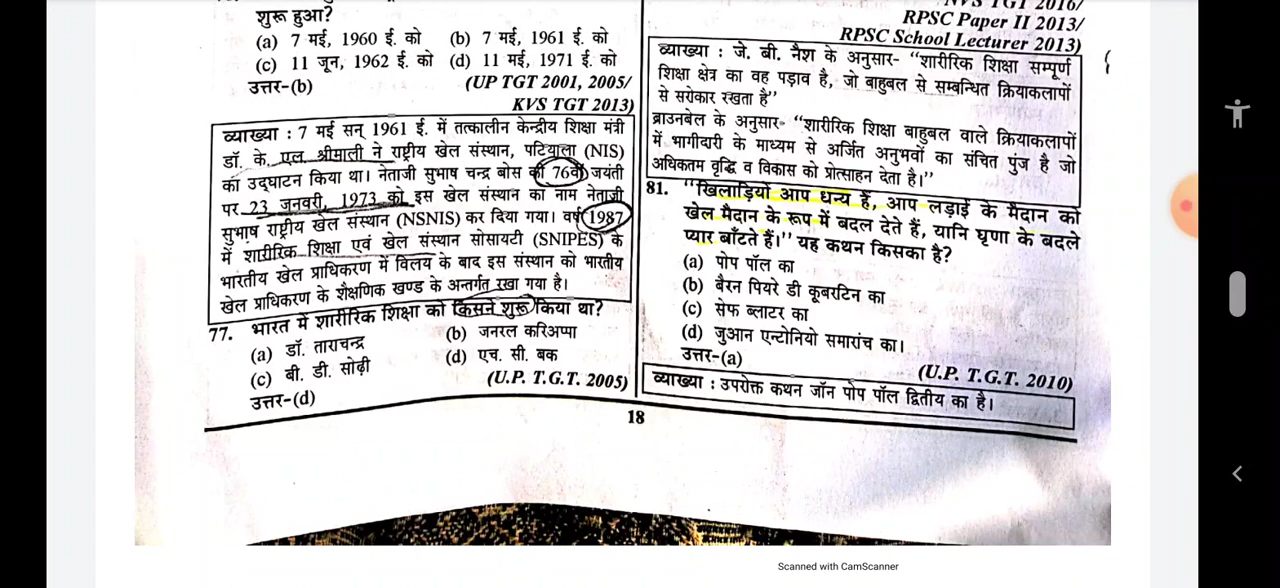 शुरू हुआ?
(a) 7 मई, 1960 ई. को (b) 7 मई, 1961 ई. को
(c) 11 जून, 1962 ई. को (d) 11 मई, 1971 ई. को
उत्तर-(b) (UP TGT 2001, 2005/
KVS TGT 2013)
व्याख्या : 7 मई सन् 1961 ई. में तत्कालीन केन्द्रीय शिक्षा मंत्री
डॉ. के. एल. श्रीमाली ने राष्ट्रीय खेल संस्थान, पटियाला (NIS)
का उद्घाटन किया था। नेताजी सुभाष चन्द्र बोस की 76वीं जयंती
पर 23 जनवरी, 1973 को इस खेल संस्थान का नाम नेताजी
सुभाष राष्ट्रीय खेल संस्थान (NSNIS) कर दिया गया। वर्ष 1987
में शारीरिक शिक्षा एवं खेल संस्थान सोसायटी (SNIPES) के
भारतीय खेल प्राधिकरण में विलय के बाद इस संस्थान को भारतीय
खेल प्राधिकरण के शैक्षणिक खण्ड के अन्तर्गत रखा गया है।
77. भारत में शारीरिक शिक्षा को किसने शुरू किया था?
(a) डॉ. ताराचन्द्र (b) जनरल करिअप्पा
(c) बी. डी. सोढ़ी (d) एच. सी. बक
उत्तर-(d) (U.P. T.G.T. 2005)
NVS TGT 2016/
RPSC Paper II 2013/
RPSC School Lecturer 2013)
व्याख्या : जे. बी. नैश के अनुसार- “शारीरिक शिक्षा सम्पूर्ण
शिक्षा क्षेत्र का वह पड़ाव है, जो बाहुबल से सम्बन्धित क्रियाकलापों
से सरोकार रखता है”
ब्राउनबेल के अनुसार- “शारीरिक शिक्षा बाहुबल वाले क्रियाकलापों
में भागीदारी के माध्यम से अर्जित अनुभवों का संचित पुंज है जो
अधिकतम वृद्धि व विकास को प्रोत्साहन देता है।”
81. “खिलाड़ियों आप धन्य हैं, आप लड़ाई के मैदान को
खेल मैदान के रूप में बदल देते हैं, यानि घृणा के बदले
प्यार बाँटते हैं।” यह कथन किसका है?
(a) पोप पॉल का
(b) बैरन पियरे डी कूबरटिन का
(c) सेफ ब्लाटर का
(d) जुआन एन्टोनियो समारांच का।
उत्तर-(a) (U.P. T.G.T. 2010)
व्याख्या : उपरोक्त कथन जॉन पोप पॉल द्वितीय का है।
18
Scanned with CamScanner